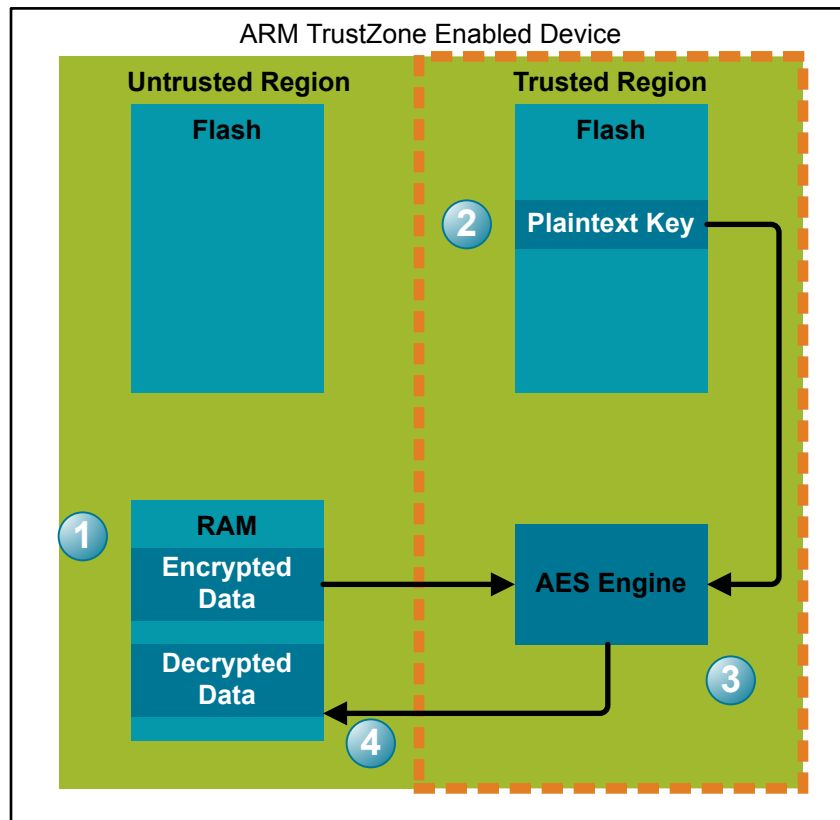 ARM TrustZone Enabled Device
Untrusted Region
Trusted Region
Flash
Flash
2
Plaintext Key
1
RAM
Encrypted
Data
AES Engine
Decrypted
Data
3
4